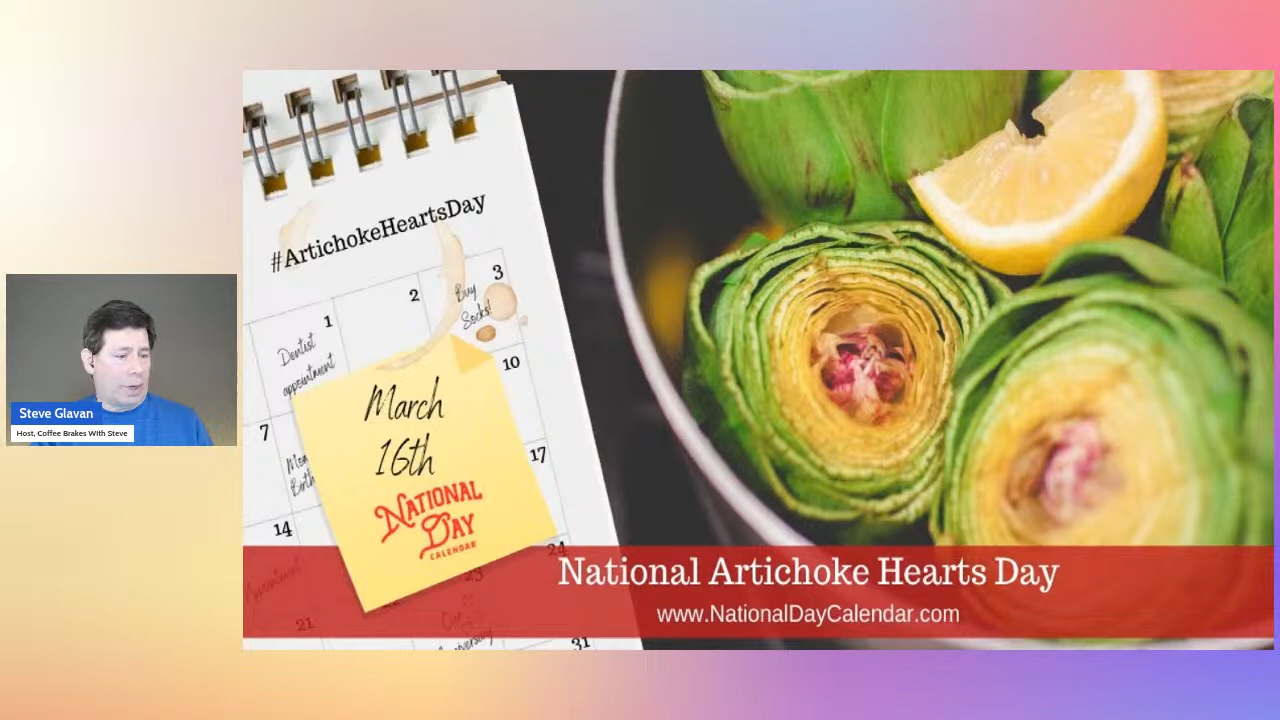 #ArtichokeHeartsDay
1
2
3
Dentist
appointment
Buy
Socks!
7
10
14
17
21
23
24
31
March
16th
NATIONAL
DAY
CALENDAR
National Artichoke Hearts Day
www.NationalDayCalendar.com
Steve Glavan
Host, Coffee Brakes With Steve